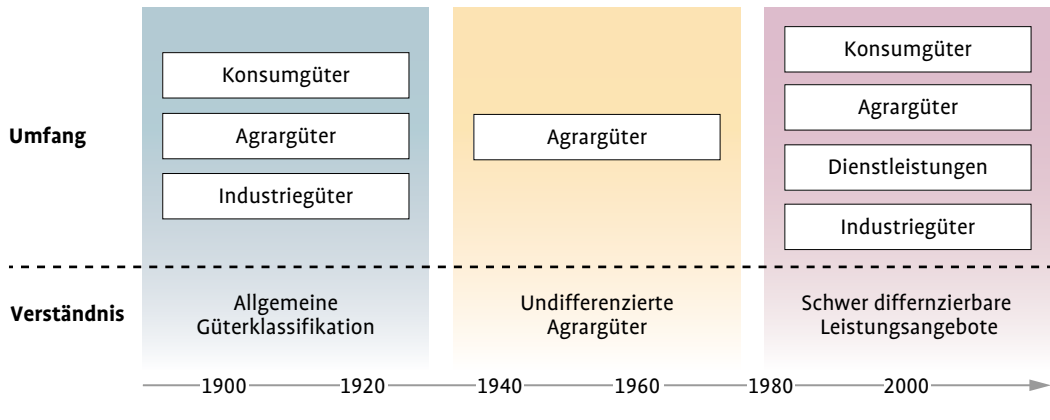 Konsumgüter
Agrargüter
Industriegüter
Agrargüter
Konsumgüter
Agrargüter
Dienstleistungen
Industriegüter
Umfang
Verständnis
Allgemeine
Güterklassifikation
Undifferenzierte
Agrargüter
Schwer differnzierbare
Leistungsangebote
1900 1920 1940 1960 1980 2000